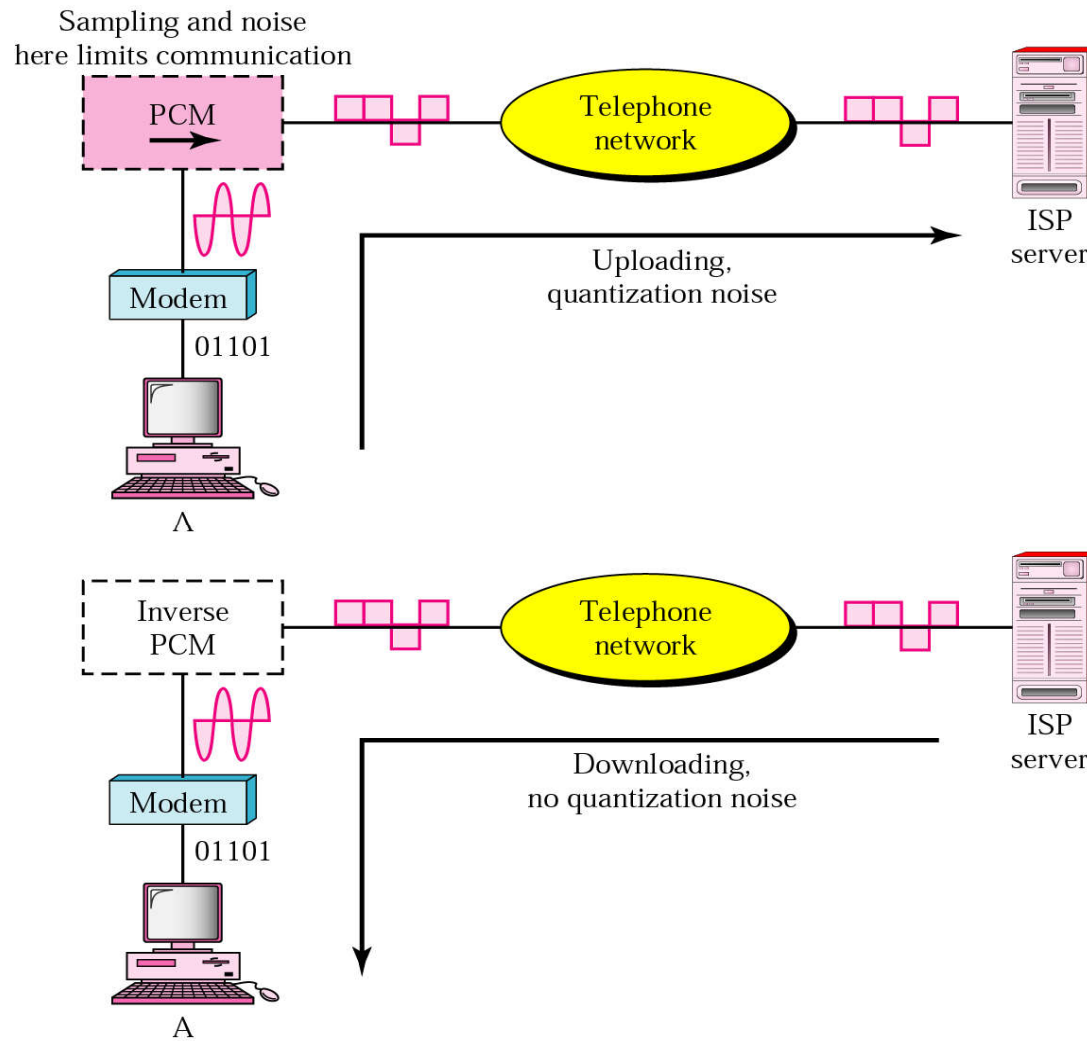 Sampling and noise
here limits communication
PCM
Telephone
network
ISP
server
Uploading,
quantization noise
Modem
01101
Λ
Inverse
PCM
Telephone
network
ISP
server
Downloading,
no quantization noise
Modem
01101
A